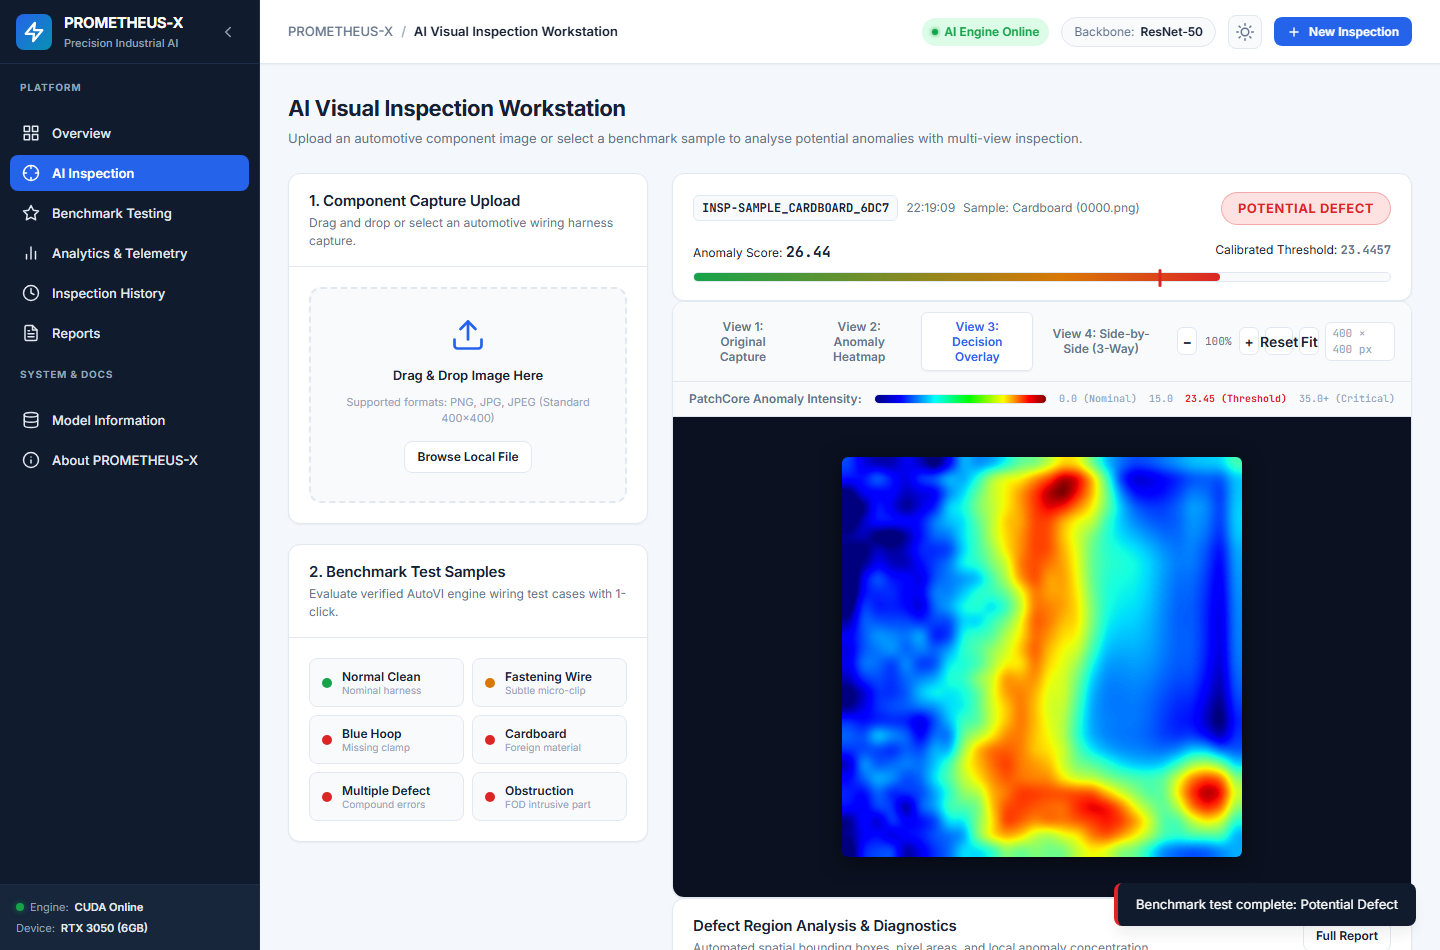 PROMETHEUS-X
Precision Industrial AI
PLATFORM
Overview
AI Inspection
Benchmark Testing
Analytics & Telemetry
Inspection History
Reports
SYSTEM & DOCS
Model Information
About PROMETHEUS-X
Engine: CUDA Online
Device: RTX 3050 (6GB)
PROMETHEUS-X / AI Visual Inspection Workstation
AI Engine Online
Backbone: ResNet-50
+ New Inspection
AI Visual Inspection Workstation
Upload an automotive component image or select a benchmark sample to analyse potential anomalies with multi-view inspection.
1. Component Capture Upload
Drag and drop or select an automotive wiring harness
capture.
Drag & Drop Image Here
Supported formats: PNG, JPG, JPEG (Standard
400×400)
Browse Local File
2. Benchmark Test Samples
Evaluate verified AutoVI engine wiring test cases with 1-
click.
Normal Clean
Nominal harness
Fastening Wire
Subtle micro-clip
Blue Hoop
Missing clamp
Cardboard
Foreign material
Multiple Defect
Compound errors
Obstruction
FOD intrusive part
INSP-SAMPLE_CARDBOARD_6DC7 22:19:09 Sample: Cardboard (0000.png)
POTENTIAL DEFECT
Anomaly Score: 26.44
Calibrated Threshold: 23.4457
View 1:
Original
Capture
View 2:
Anomaly
Heatmap
View 3:
Decision
Overlay
View 4: Side-by-
Side (3-Way)
− 100% + Reset Fit
400 ×
400 px
PatchCore Anomaly Intensity: 0.0 (Nominal) 15.0 23.45 (Threshold) 35.0+ (Critical)
Defect Region Analysis & Diagnostics
Automated spatial bounding boxes, pixel areas, and local anomaly concentration
Full Report
Benchmark test complete: Potential Defect